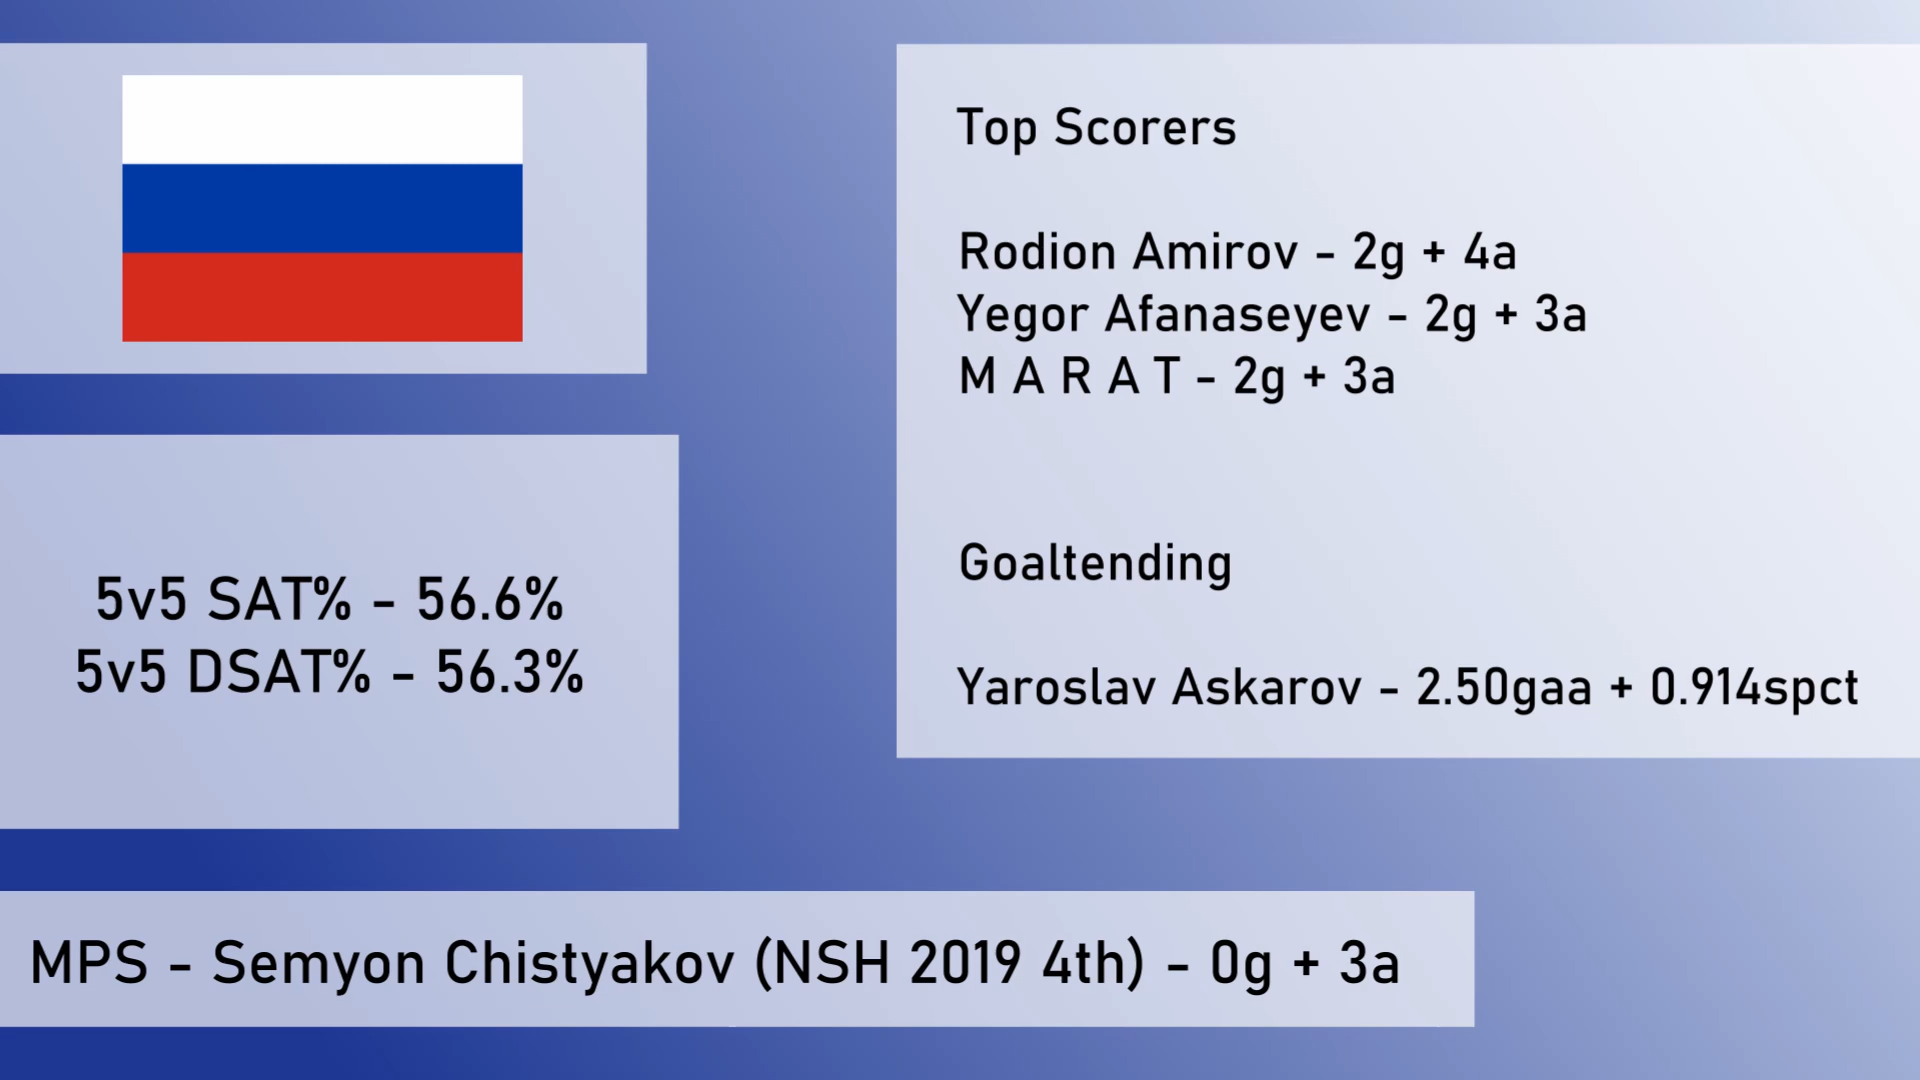 Top Scorers
Rodion Amirov - 2g + 4a
Yegor Afanaseyev - 2g + 3a
M A R A T - 2g + 3a
Goaltending
Yaroslav Askarov - 2.50gaa + 0.914spct
5v5 SAT% - 56.6%
5v5 DSAT% - 56.3%
MPS - Semyon Chistyakov (NSH 2019 4th) - 0g + 3a